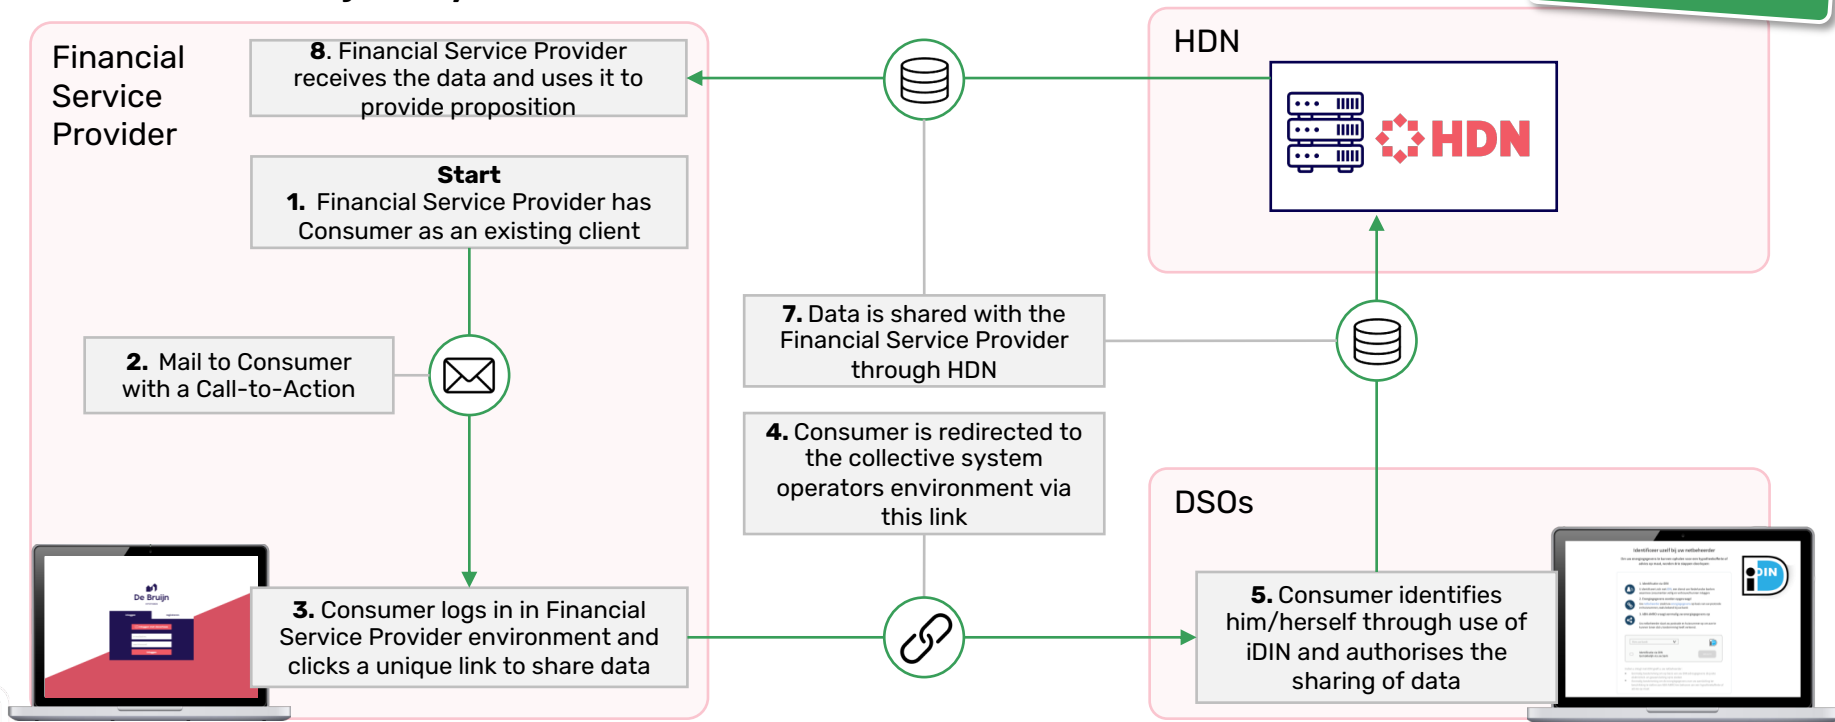 Financial
Service
Provider
8. Financial Service Provider
receives the data and uses it to
provide proposition
Start
1. Financial Service Provider has
Consumer as an existing client
2. Mail to Consumer
with a Call-to-Action
De Bruijn
3. Consumer logs in in Financial
Service Provider environment and
clicks a unique link to share data
7. Data is shared with the
Financial Service Provider
through HDN
4. Consumer is redirected to
the collective system
operators environment via
this link
HDN
HDN
DSOs
5. Consumer identifies
him/herself through use of
iDIN and authorises the
sharing of data
Identificeer uzelf bij uw netbeheerder
iDIN